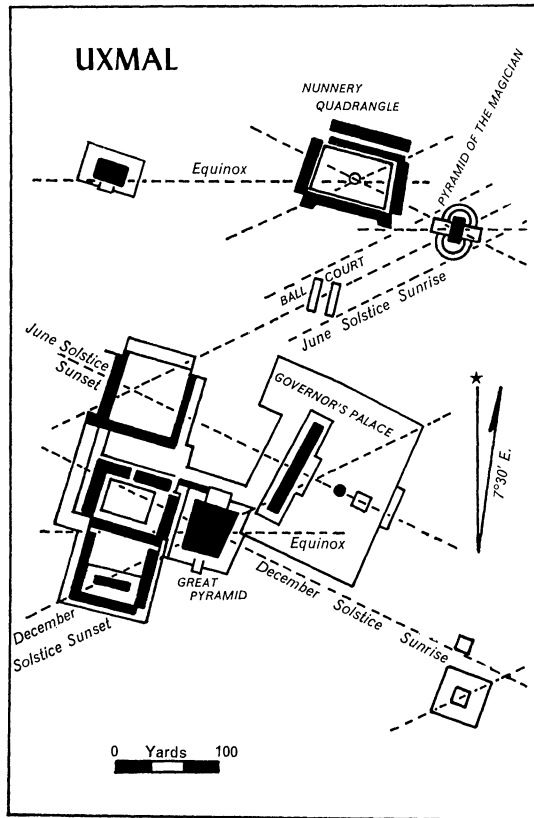 UXMAL
NUNNERY
QUADRANGLE
PYRAMID OF THE MAGICIAN
Equinox
BALL COURT
June Solstice Sunrise
June Solstice
Sunset
GOVERNOR'S PALACE
7°30' E.
Equinox
GREAT
PYRAMID
December Solstice Sunrise
December
Solstice Sunset
0 Yards 100